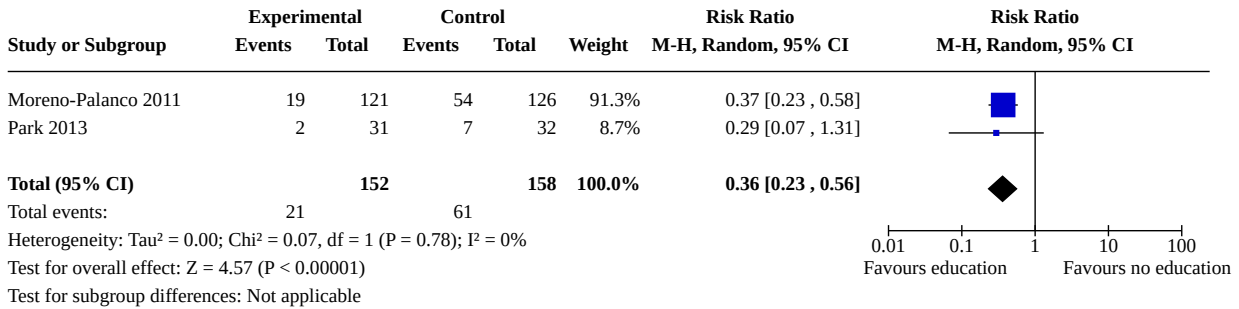 Experimental Control Risk Ratio Risk Ratio
Study or Subgroup Events Total Events Total Weight M-H, Random, 95% CI M-H, Random, 95% CI
Moreno-Palanco 2011 19 121 54 126 91.3% 0.37 [0.23 , 0.58]
Park 2013 2 31 7 32 8.7% 0.29 [0.07 , 1.31]
Total (95% CI) 152 158 100.0% 0.36 [0.23 , 0.56]
Total events: 21 61
Heterogeneity: Tau² = 0.00; Chi² = 0.07, df = 1 (P = 0.78); I² = 0%
0.01 0.1 1 10 100
Test for overall effect: Z = 4.57 (P < 0.00001)
Favours education Favours no education
Test for subgroup differences: Not applicable